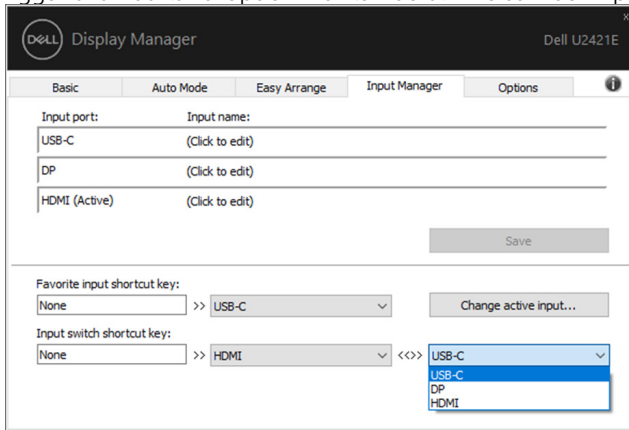 DELL Display Manager Dell U2421E
Basic Auto Mode Easy Arrange Input Manager Options
Input port: Input name:
USB-C (Click to edit)
DP (Click to edit)
HDMI (Active) (Click to edit)
Save
Favorite input shortcut key:
None >> USB-C Change active input...
Input switch shortcut key:
None >> HDMI <<>> USB-C
USB-C
DP
HDMI